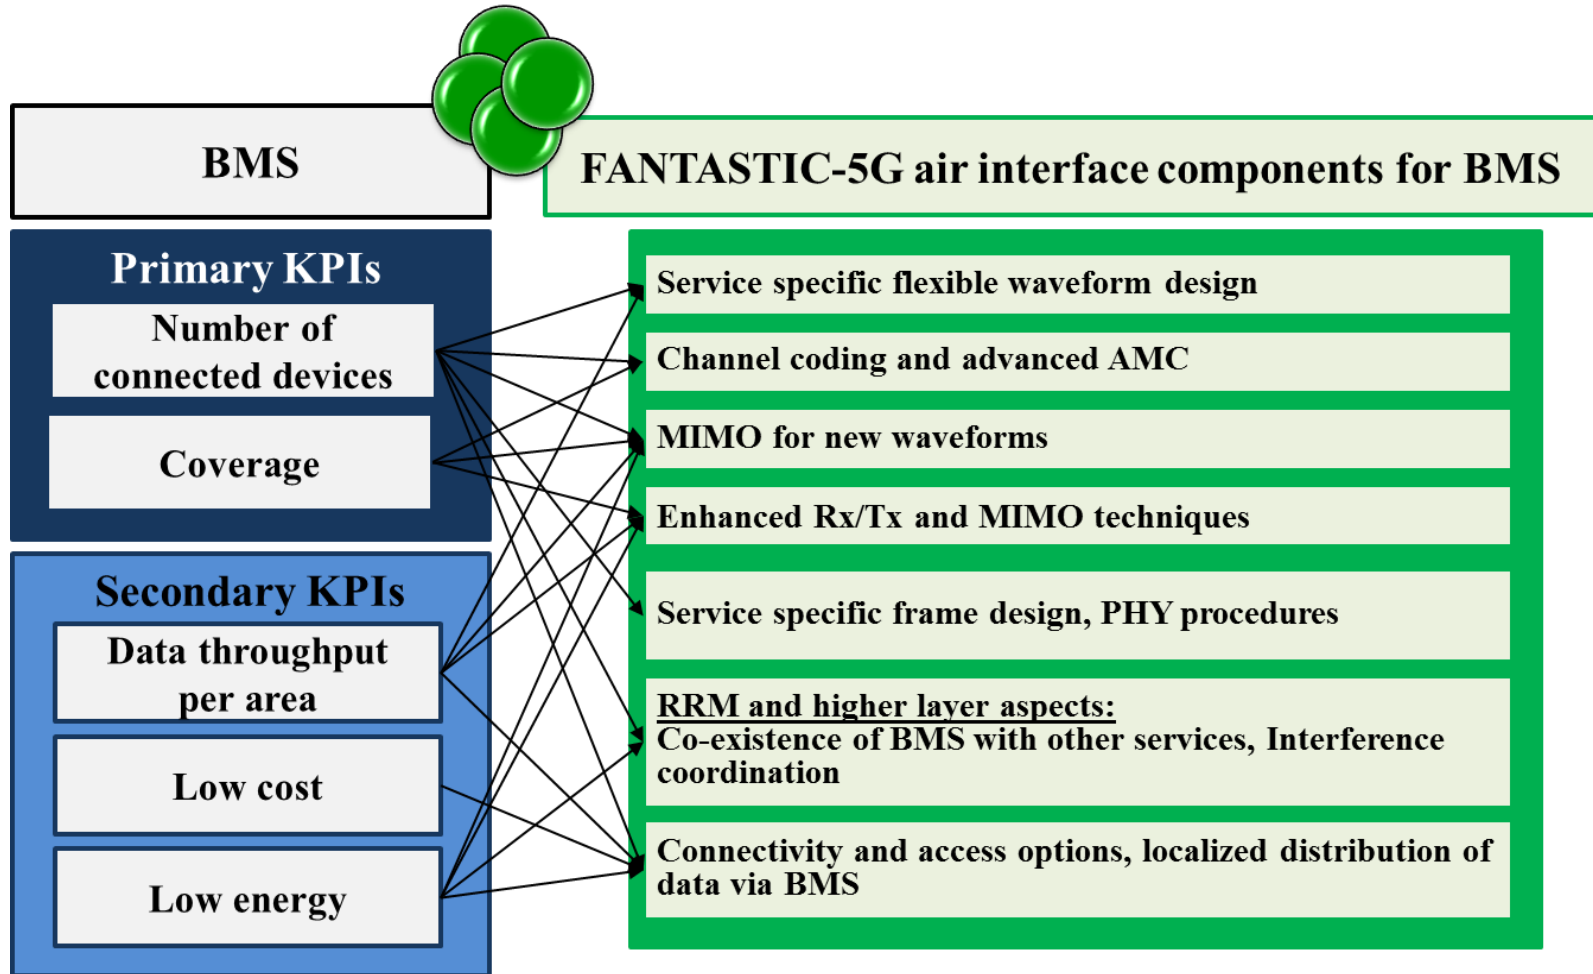 BMS
FANTASTIC-5G air interface components for BMS
Primary KPIs
Number of
connected devices
Coverage
Secondary KPIs
Data throughput
per area
Low cost
Low energy
Service specific flexible waveform design
Channel coding and advanced AMC
MIMO for new waveforms
Enhanced Rx/Tx and MIMO techniques
Service specific frame design, PHY procedures
RRM and higher layer aspects:
Co-existence of BMS with other services, Interference
coordination
Connectivity and access options, localized distribution of
data via BMS